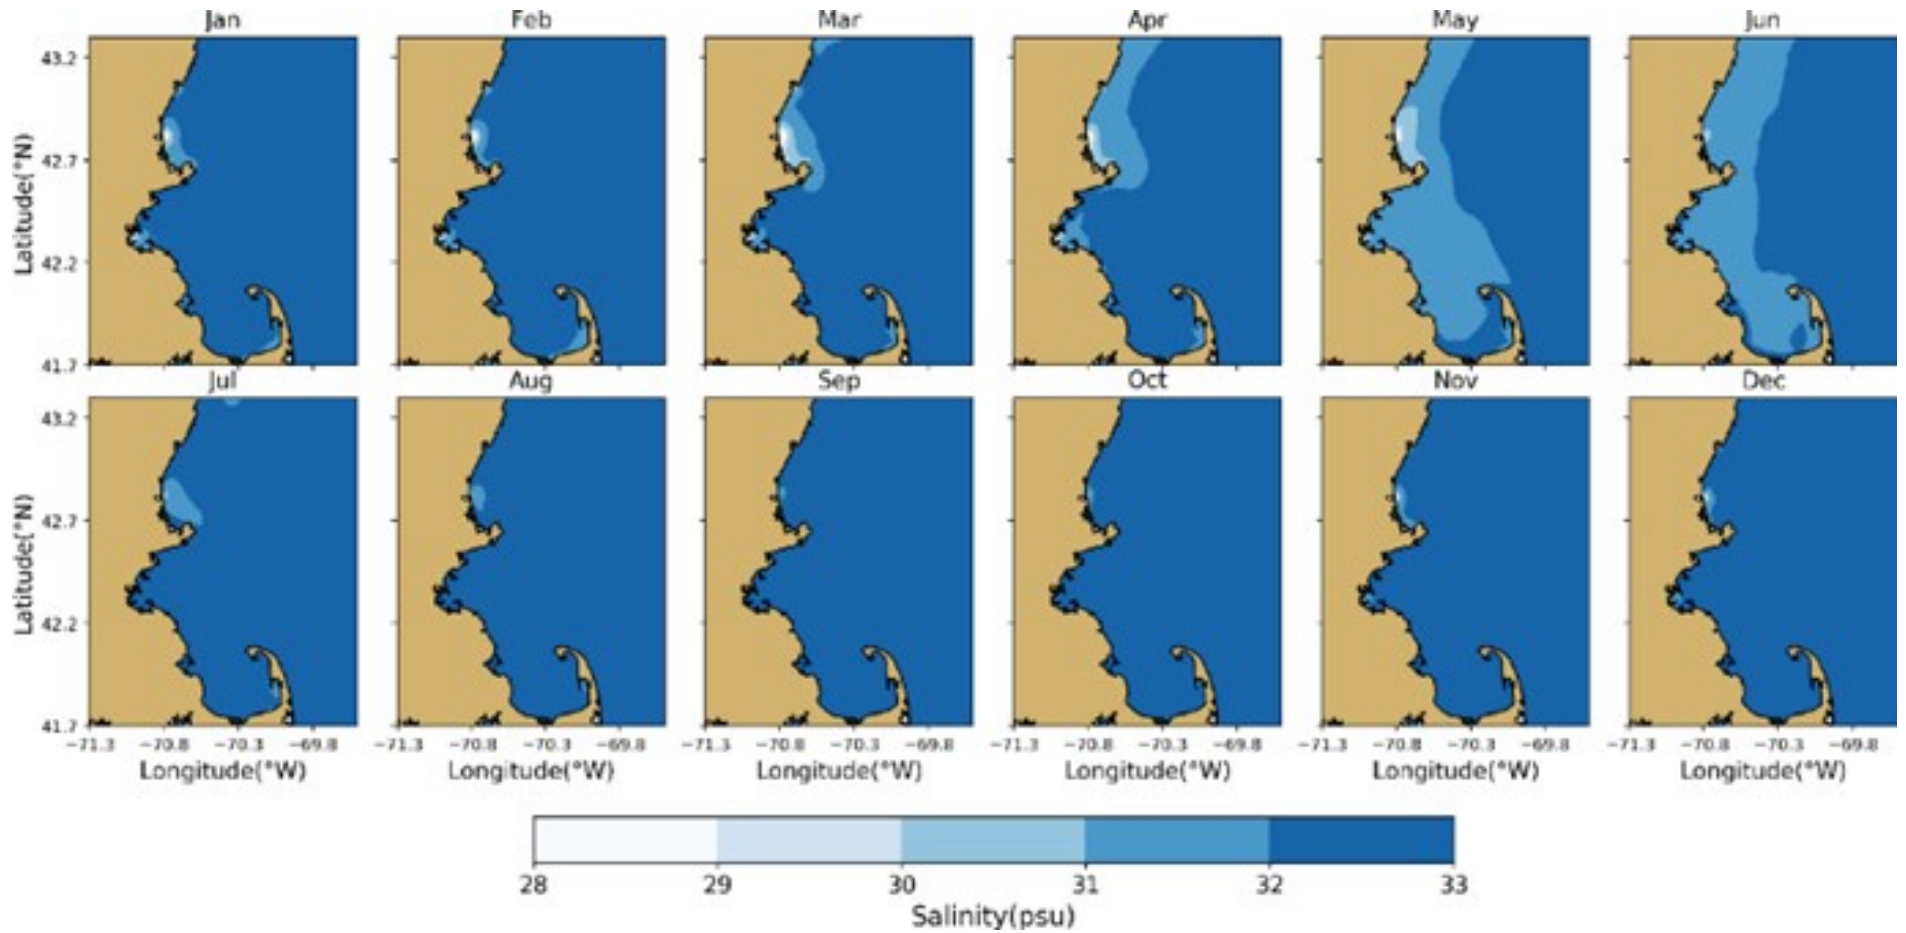 Jan Feb Mar Apr May Jun
43.2
42.7
42.2
41.7
Latitude(°N)
Jul Aug Sep Oct Nov Dec
43.2
42.7
42.2
41.7
Latitude(°N)
−71.3 −70.8 −70.3 −69.8 −71.3 −70.8 −70.3 −69.8 −71.3 −70.8 −70.3 −69.8 −71.3 −70.8 −70.3 −69.8 −71.3 −70.8 −70.3 −69.8 −71.3 −70.8 −70.3 −69.8
Longitude(°W) Longitude(°W) Longitude(°W) Longitude(°W) Longitude(°W) Longitude(°W)
28 29 30 31 32 33
Salinity(psu)